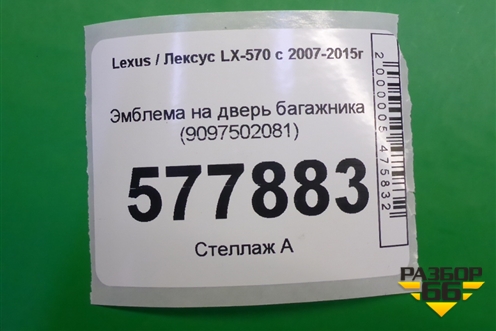 Lexus / Лексус LX-570 с 2007-2015г
Эмблема на дверь багажника
(9097502081)
577883
Стеллаж А
2000005475832
РАЗБОР
66